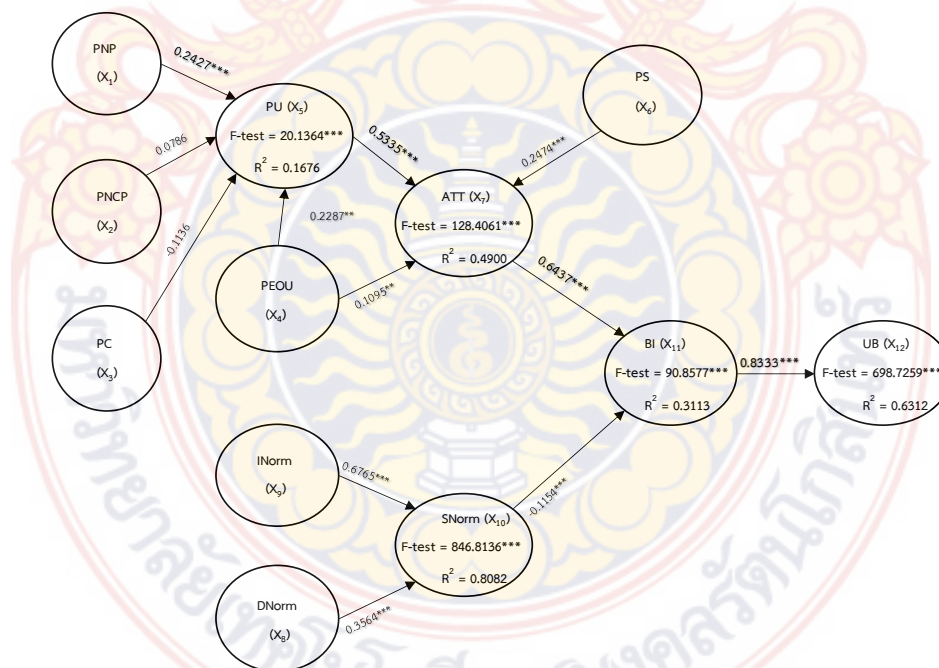 PNP
(X₁)
0.2427***
PU (X₅)
F-test = 20.1364***
R² = 0.1676
PS
(X₆)
0.0786
0.5335***
0.2474***
PNCP
(X₂)
-0.1136
0.2287**
ATT (X₇)
F-test = 128.4061***
R² = 0.4900
PEOU
(X₄)
0.1095**
0.6437***
PC
(X₃)
BI (X₁₁)
F-test = 90.8577***
R² = 0.3113
0.8333***
UB (X₁₂)
F-test = 698.7259***
R² = 0.6312
INorm
(X₉)
0.6765***
-0.1154***
SNorm (X₁₀)
F-test = 846.8136***
R² = 0.8082
DNorm
(X₈)
0.3564***